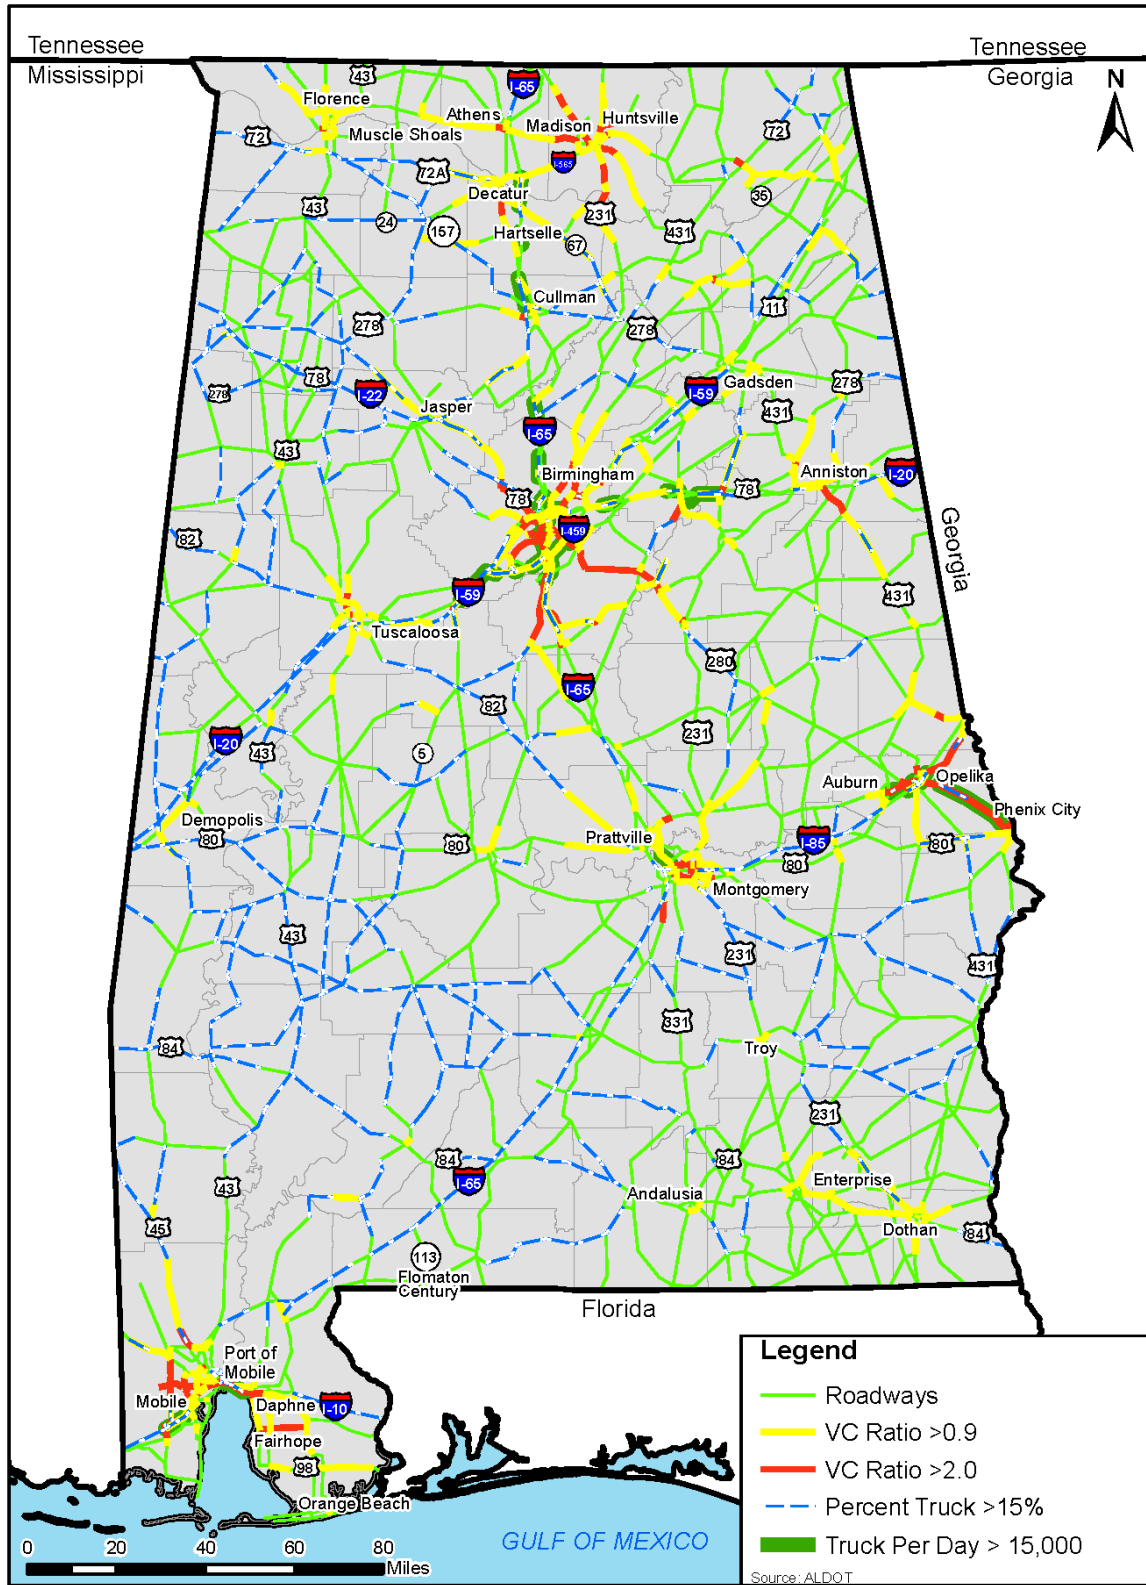 Tennessee
Tennessee
Mississippi
Georgia
N
43
I-65
Florence
Athens
Madison
Huntsville
72
Muscle Shoals
72
72A
I-565
Decatur
35
43
24
157
231
431
Hartselle
67
Cullman
11
278
278
78
278
I-22
Gadsden
I-59
278
431
Jasper
I-65
43
Birmingham
Anniston
I-20
78
78
82
I-459
Georgia
I-59
431
Tuscaloosa
280
I-65
82
231
I-20
43
5
Auburn
Opelika
Phenix City
Demopolis
80
80
Prattville
I-85
80
80
Montgomery
43
231
431
331
84
Troy
231
84
84
I-65
43
Enterprise
Andalusia
45
Dothan
84
113
Flomaton
Century
Florida
Port of
Mobile
Mobile
Daphne
I-10
Fairhope
98
Orange Beach
GULF OF MEXICO
0 20 40 60 80
Miles
Legend
Roadways
VC Ratio >0.9
VC Ratio >2.0
Percent Truck >15%
Truck Per Day > 15,000
Source: ALDOT